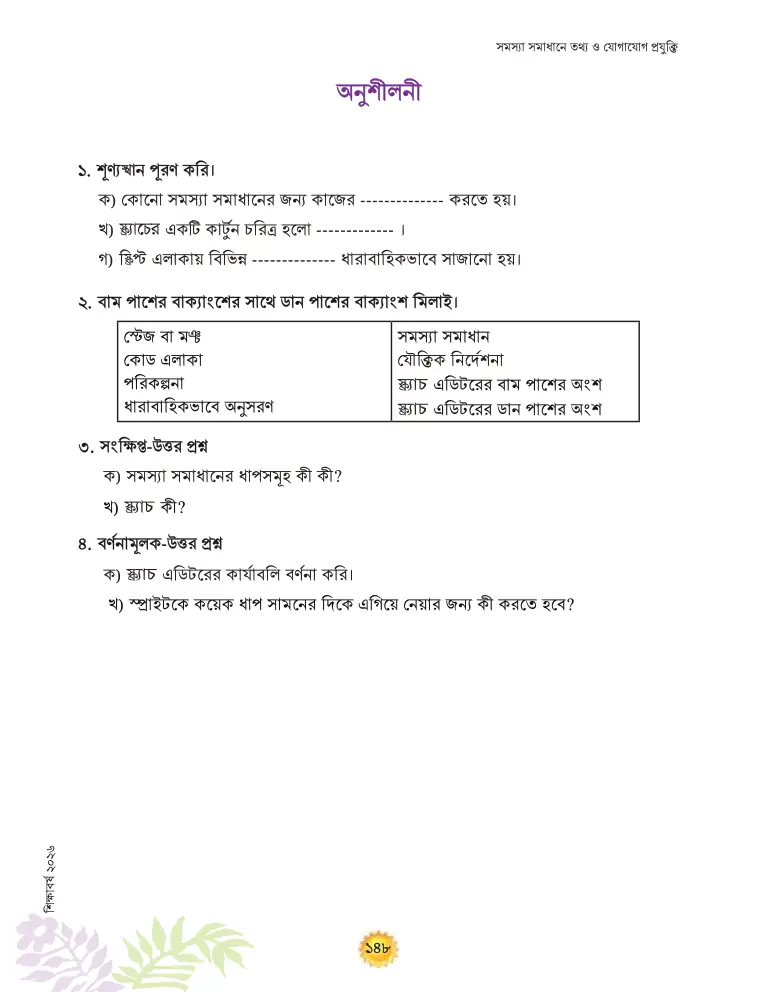 সমস্যা সমাধানে তথ্য ও যোগাযোগ প্রযুক্তি
অনুশীলনী
১. শূণ্যস্থান পূরণ করি।
ক) কোনো সমস্যা সমাধানের জন্য কাজের -------------- করতে হয়।
খ) স্ক্র্যাচের একটি কার্টুন চরিত্র হলো ------------- ।
গ) স্ক্রিপ্ট এলাকায় বিভিন্ন -------------- ধারাবাহিকভাবে সাজানো হয়।
২. বাম পাশের বাক্যাংশের সাথে ডান পাশের বাক্যাংশ মিলাই।
স্টেজ বা মঞ্চ সমস্যা সমাধান
কোড এলাকা যৌক্তিক নির্দেশনা
পরিকল্পনা স্ক্র্যাচ এডিটরের বাম পাশের অংশ
ধারাবাহিকভাবে অনুসরণ স্ক্র্যাচ এডিটরের ডান পাশের অংশ
৩. সংক্ষিপ্ত-উত্তর প্রশ্ন
ক) সমস্যা সমাধানের ধাপসমূহ কী কী?
খ) স্ক্র্যাচ কী?
৪. বর্ণনামূলক-উত্তর প্রশ্ন
ক) স্ক্র্যাচ এডিটরের কার্যাবলি বর্ণনা করি।
খ) স্প্রাইটকে কয়েক ধাপ সামনের দিকে এগিয়ে নেয়ার জন্য কী করতে হবে?
শিক্ষাবর্ষ ২০২৬
১৪৮